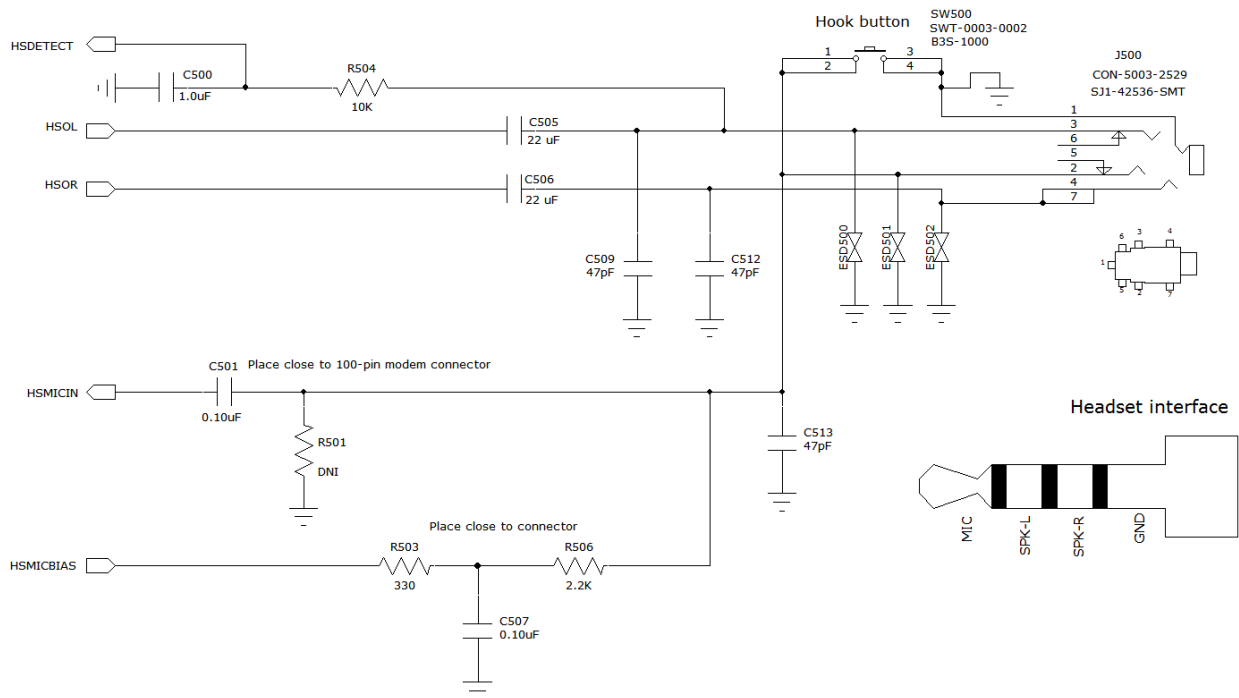 Hook button
SW500
SWT-0003-0002
B3S-1000
HSDETECT
J500
CON-5003-2529
SJ1-42536-SMT
1
2
3
4
C500
1.0uF
R504
10K
HSOL
C505
22 uF
HSOR
C506
22 uF
1
3
6
5
2
4
7
C509
47pF
C512
47pF
ESD500
ESD501
ESD502
6
3
4
1
5
2
7
C501
Place close to 100-pin modem connector
HSMICIN
0.10uF
R501
DNI
C513
47pF
Headset interface
MIC
SPK-L
SPK-R
GND
Place close to connector
HSMICBIAS
R503
330
R506
2.2K
C507
0.10uF